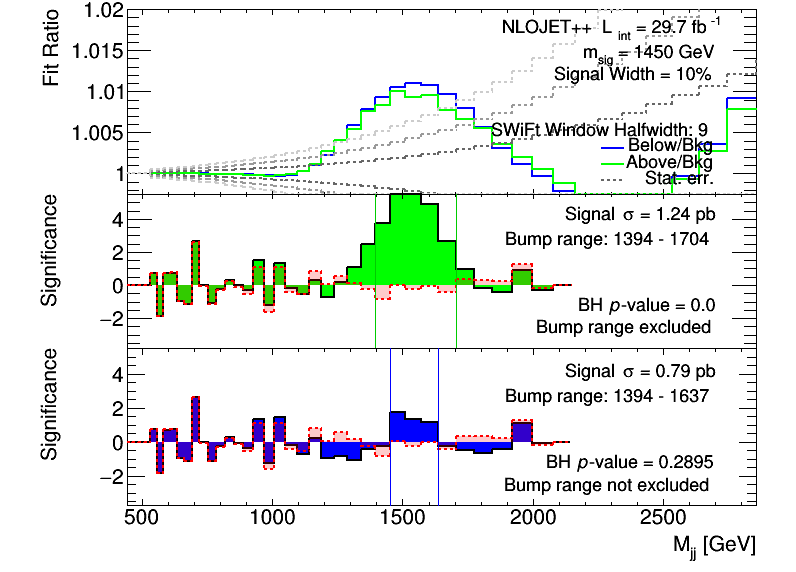 1.02
1.015
1.01
1.005
1
Fit Ratio
NLOJET++ L int = 29.7 fb -1
m sig = 1450 GeV
Signal Width = 10%
SWiFt Window Halfwidth: 9
Below/Bkg
Above/Bkg
Stat. err.
4
2
0
−2
Significance
Signal σ = 1.24 pb
Bump range: 1394 - 1704
BH p-value = 0.0
Bump range excluded
4
2
0
−2
Significance
Signal σ = 0.79 pb
Bump range: 1394 - 1637
BH p-value = 0.2895
Bump range not excluded
500 1000 1500 2000 2500
Mjj [GeV]